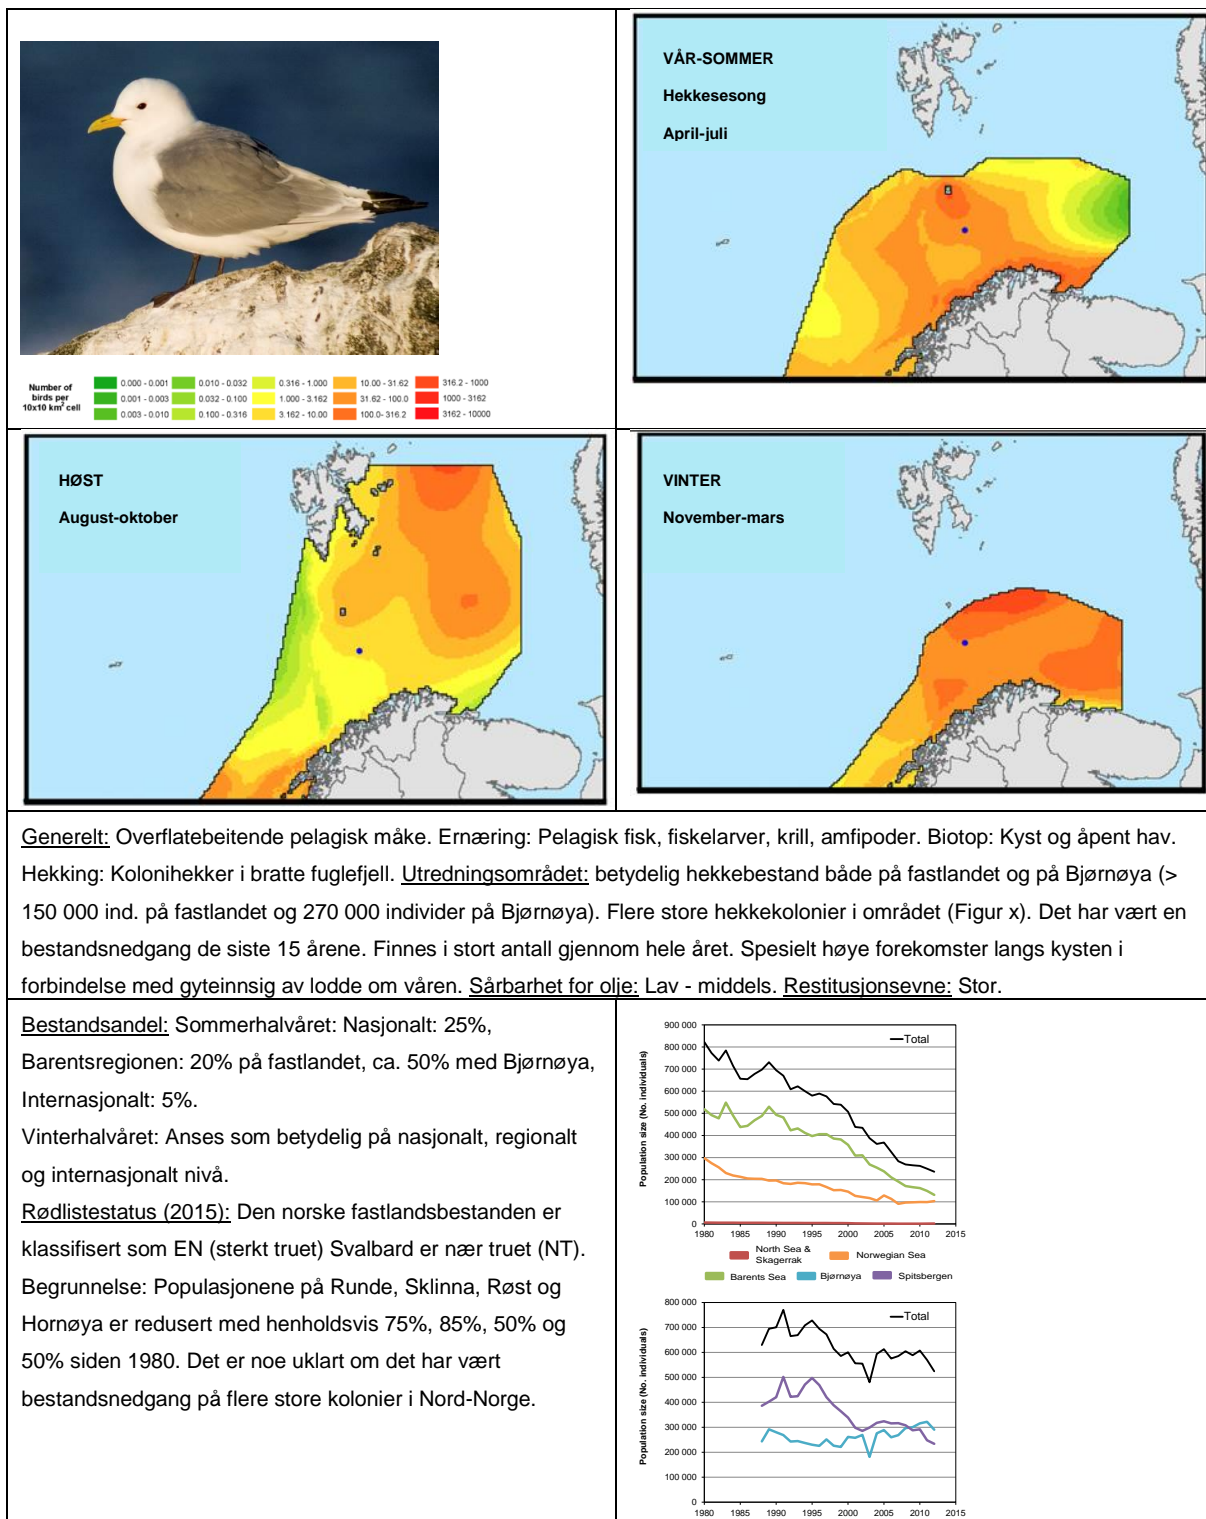 VÅR-SOMMER
Hekkesesong
April-juli
Number of
birds per
10x10 km² cell
0.000 - 0.001
0.010 - 0.032
0.316 - 1.000
10.00 - 31.62
316.2 - 1000
0.001 - 0.003
0.032 - 0.100
1.000 - 3.162
31.62 - 100.0
1000 - 3162
0.003 - 0.010
0.100 - 0.316
3.162 - 10.00
100.0- 316.2
3162 - 10000
HØST
August-oktober
VINTER
November-mars
Generelt: Overflatebeitende pelagisk måke. Ernæring: Pelagisk fisk, fiskelarver, krill, amfipoder. Biotop: Kyst og åpent hav.
Hekking: Kolonihekker i bratte fuglefjell. Utredningsområdet: betydelig hekkebestand både på fastlandet og på Bjørnøya (>
150 000 ind. på fastlandet og 270 000 individer på Bjørnøya). Flere store hekkekolonier i området (Figur x). Det har vært en
bestandsnedgang de siste 15 årene. Finnes i stort antall gjennom hele året. Spesielt høye forekomster langs kysten i
forbindelse med gyteinnsig av lodde om våren. Sårbarhet for olje: Lav - middels. Restitusjonsevne: Stor.
Bestandsandel: Sommerhalvåret: Nasjonalt: 25%,
Barentsregionen: 20% på fastlandet, ca. 50% med Bjørnøya,
Internasjonalt: 5%.
Vinterhalvåret: Anses som betydelig på nasjonalt, regionalt
og internasjonalt nivå.
Rødlistestatus (2015): Den norske fastlandsbestanden er
klassifisert som EN (sterkt truet) Svalbard er nær truet (NT).
Begrunnelse: Populasjonene på Runde, Sklinna, Røst og
Hornøya er redusert med henholdsvis 75%, 85%, 50% og
50% siden 1980. Det er noe uklart om det har vært
bestandsnedgang på flere store kolonier i Nord-Norge.
Population size (No. individuals)
900 000
800 000
700 000
600 000
500 000
400 000
300 000
200 000
100 000
0
Total
1980 1985 1990 1995 2000 2005 2010 2015
North Sea &
Skagerrak
Norwegian Sea
Barents Sea
Bjørnøya
Spitsbergen
Population size (No. individuals)
800 000
700 000
600 000
500 000
400 000
300 000
200 000
100 000
0
Total
1980 1985 1990 1995 2000 2005 2010 2015